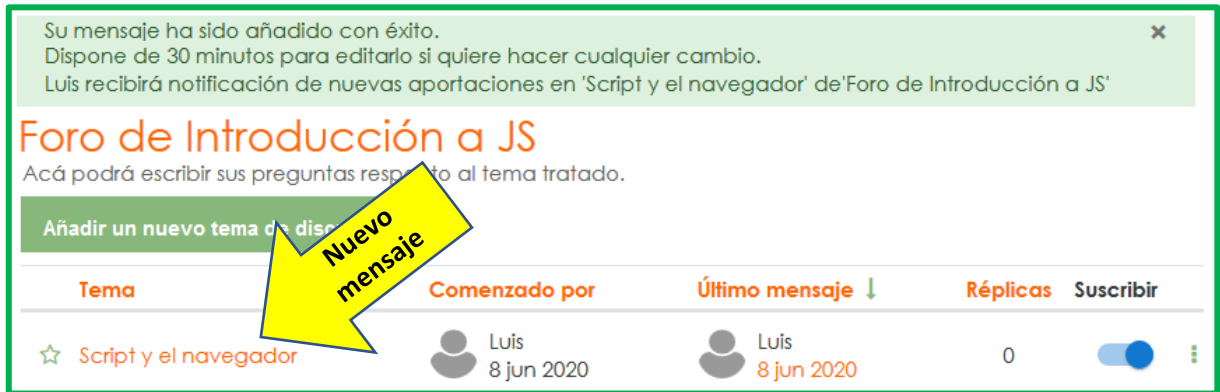 Su mensaje ha sido añadido con éxito.
Dispone de 30 minutos para editarlo si quiere hacer cualquier cambio.
Luis recibirá notificación de nuevas aportaciones en 'Script y el navegador' de'Foro de Introducción a JS'
Foro de Introducción a JS
Acá podrá escribir sus preguntas respecto al tema tratado.
Añadir un nuevo tema de
Nuevo
mensaje
Tema Comenzado por Último mensaje ↓ Réplicas Suscribir
Script y el navegador Luis Luis 0
8 jun 2020 8 jun 2020